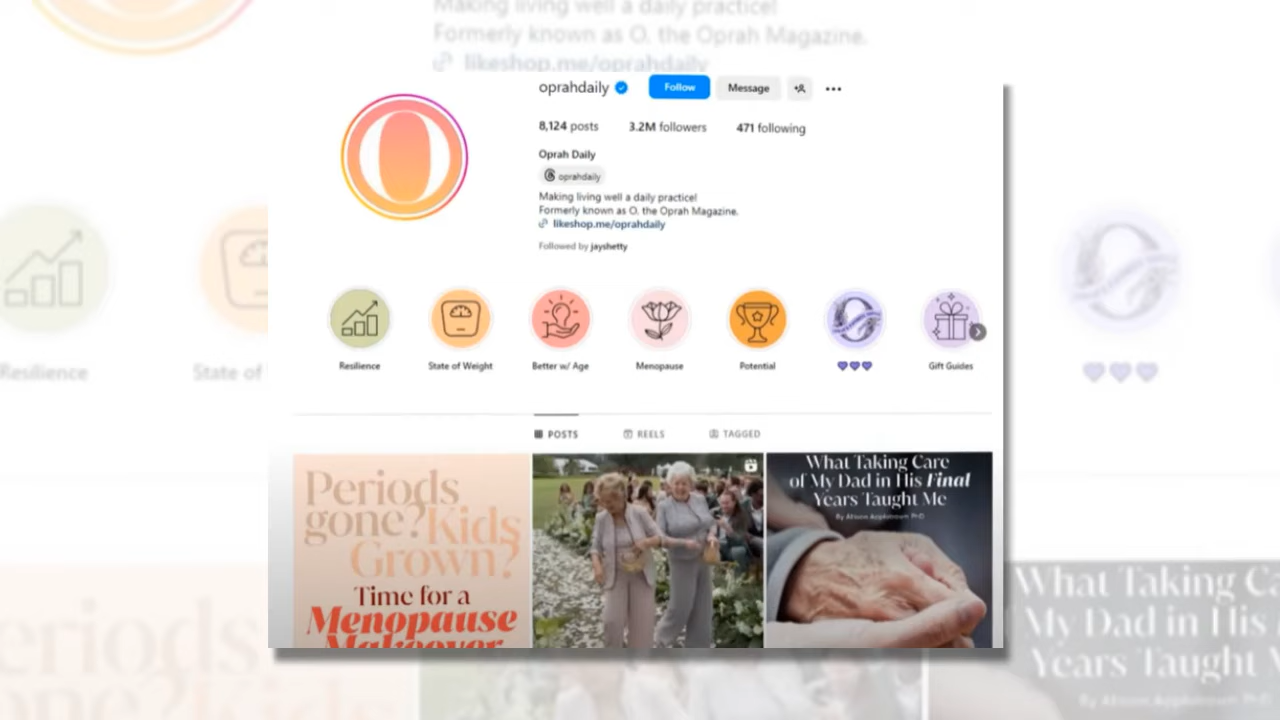 Making living well a daily practice!
Formerly known as O, the Oprah Magazine.
likeshop.me/oprahdaily
oprahdaily Follow Message
8,124 posts 3.2M followers 471 following
Oprah Daily
oprahdaily
Making living well a daily practice!
Formerly known as O, the Oprah Magazine.
likeshop.me/oprahdaily
Followed by jayshetty
Resilience State of Weight Better w/ Age Menopause Potential 💜💜💜 Gift Guides
Resilience
State of
💜💜💜
POSTS REELS TAGGED
Periods
gone? Kids
Grown?
Time for a
Menopause
Makeover
What Taking Care
of My Dad in His Final
Years Taught Me
What Taking Ca
My Dad in His
Years Taught M
eriods
one? Kids